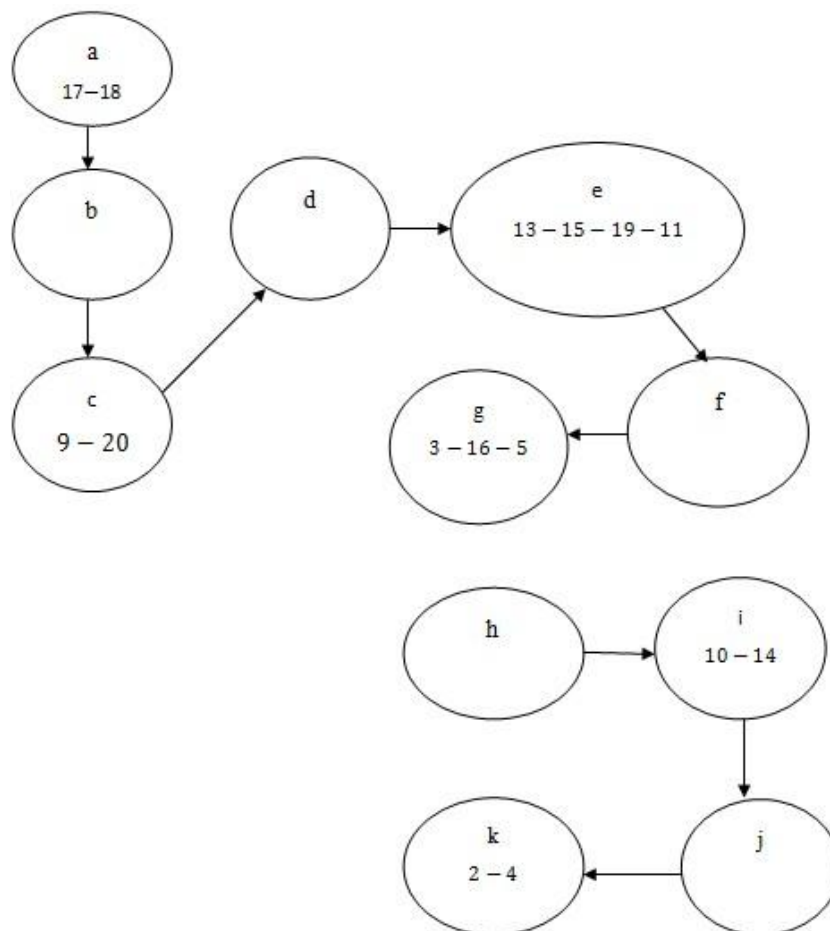 a
17–18
b
c
9 – 20
d
e
13 – 15 – 19 – 11
f
g
3 – 16 – 5
h
i
10 – 14
j
k
2 – 4